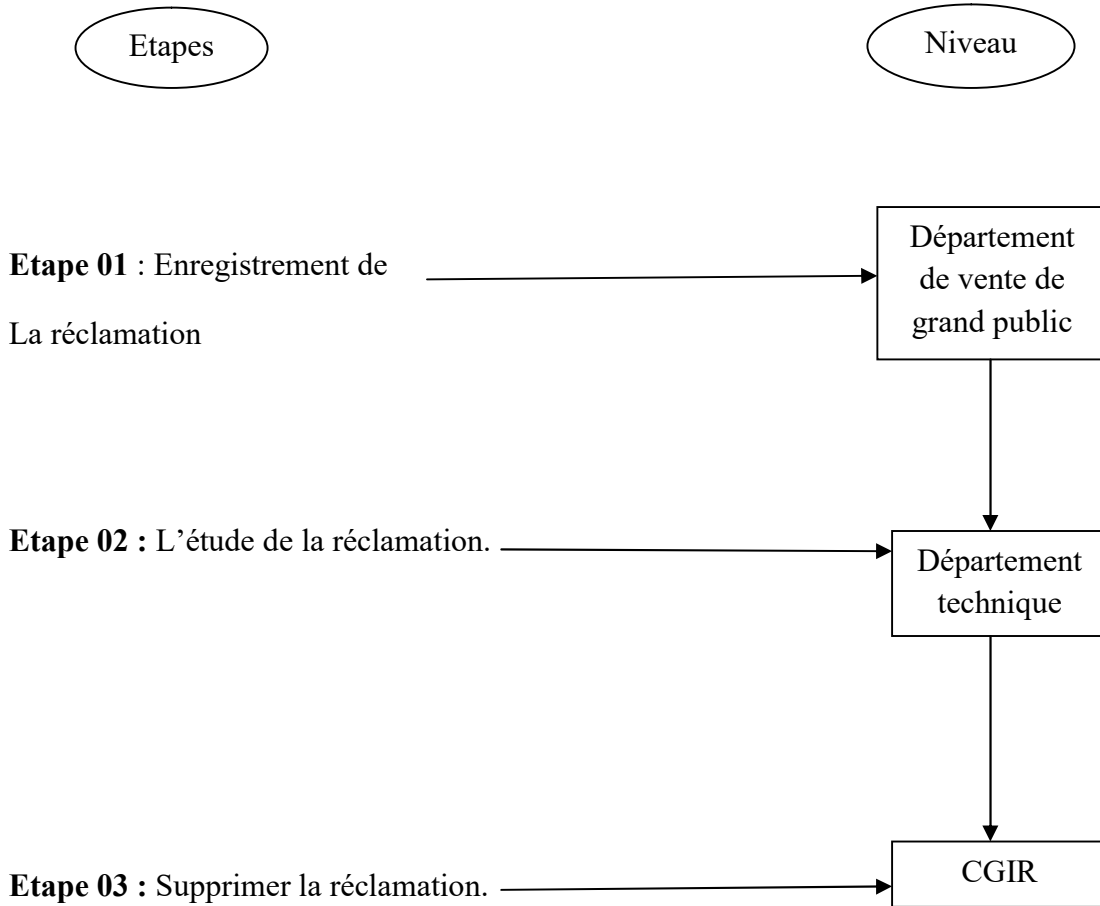 Etapes
Niveau
Etape 01 : Enregistrement de
La réclamation
Département
de vente de
grand public
Etape 02 : L’étude de la réclamation.
Département
technique
Etape 03 : Supprimer la réclamation.
CGIR